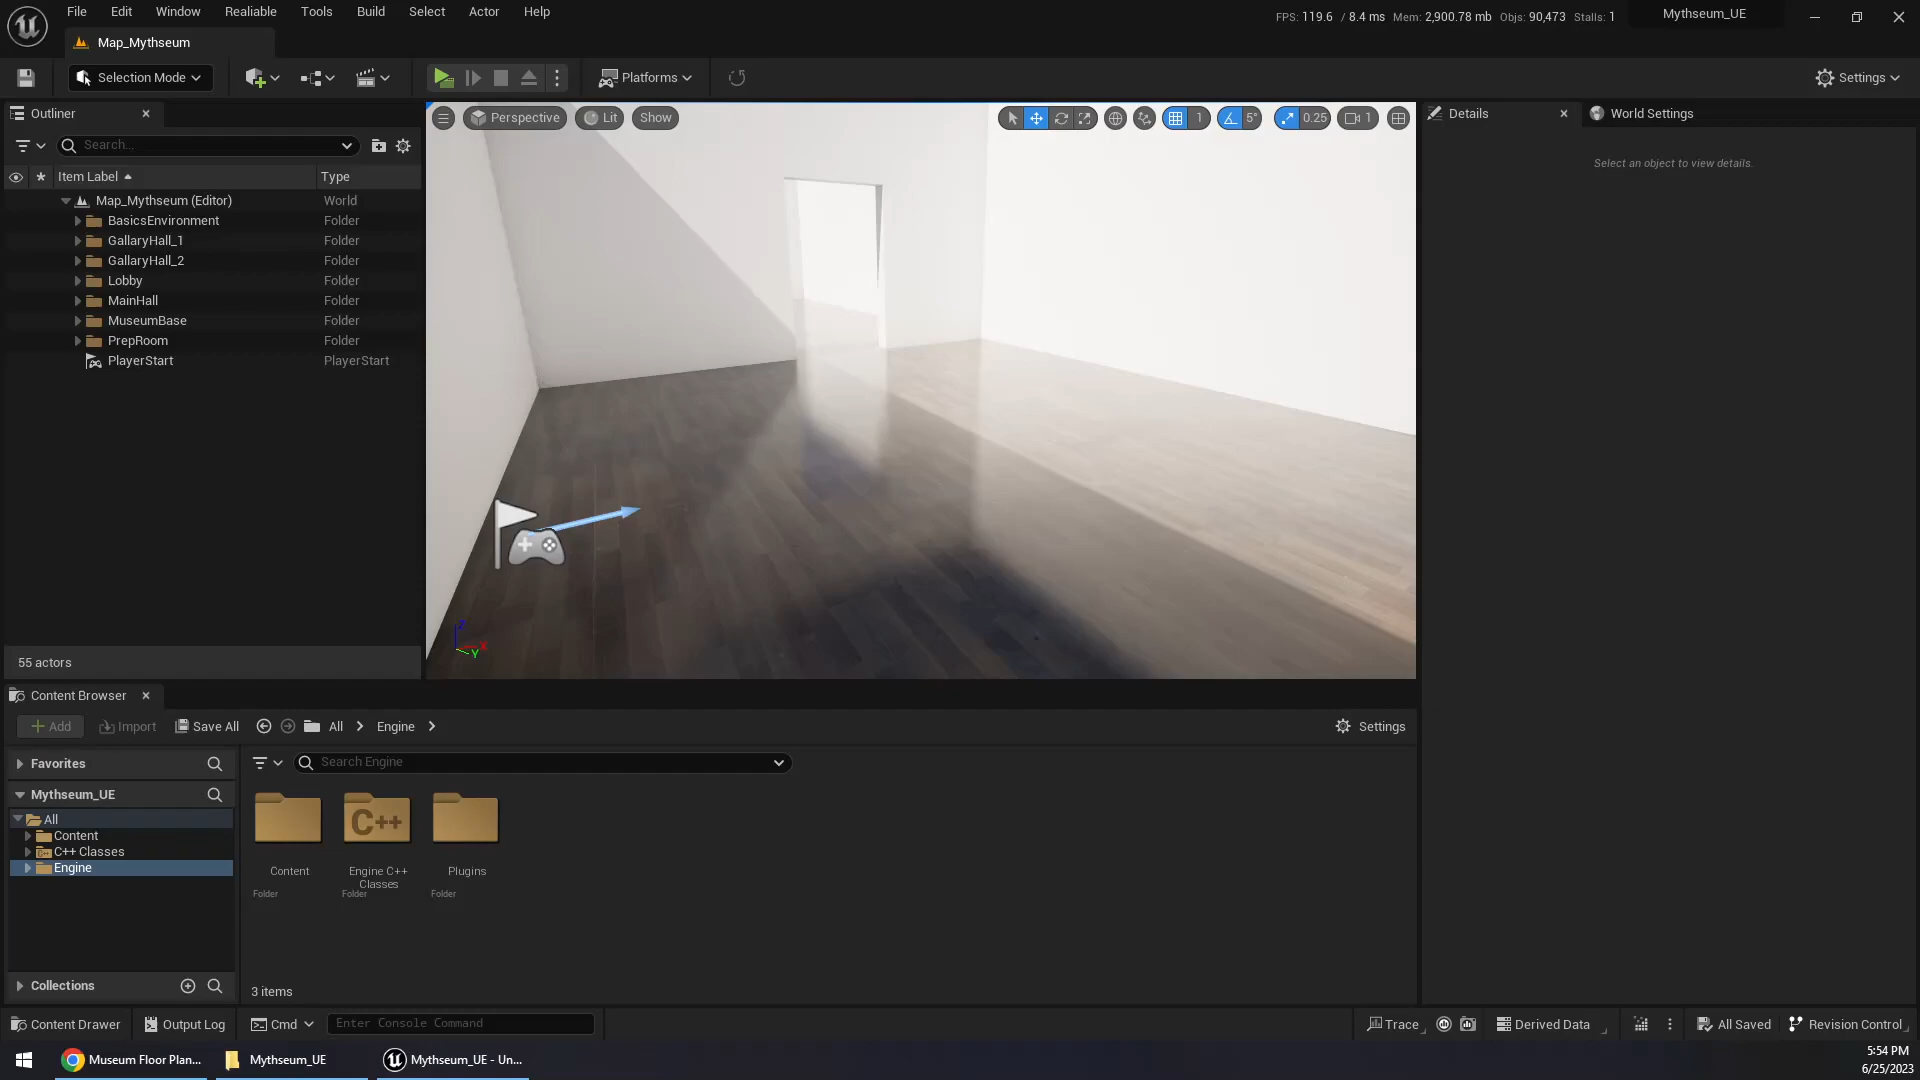 File Edit Window Realiable Tools Build Select Actor Help
FPS: 119.6 / 8.4 ms Mem: 2,900.78 mb Objs: 90,473 Stalls: 1
Mythseum_UE
Map_Mythseum
Selection Mode
Platforms
Settings
Outliner
Perspective Lit Show
1 5° 0.25 1
Details
World Settings
Search...
Select an object to view details.
Item Label Type
Map_Mythseum (Editor) World
BasicsEnvironment Folder
GallaryHall_1 Folder
GallaryHall_2 Folder
Lobby Folder
MainHall Folder
MuseumBase Folder
PrepRoom Folder
PlayerStart PlayerStart
Z
X
Y
55 actors
Content Browser
Add Import Save All All Engine Settings
Favorites
Search Engine
Mythseum_UE
All
Content
C++ Classes
Engine
C++
Content
Folder
Engine C++
Classes
Folder
Plugins
Folder
Collections
3 items
Content Drawer Output Log Cmd Enter Console Command
Trace Derived Data All Saved Revision Control
Museum Floor Plan... Mythseum_UE Mythseum_UE - Un...
5:54 PM
6/25/2023